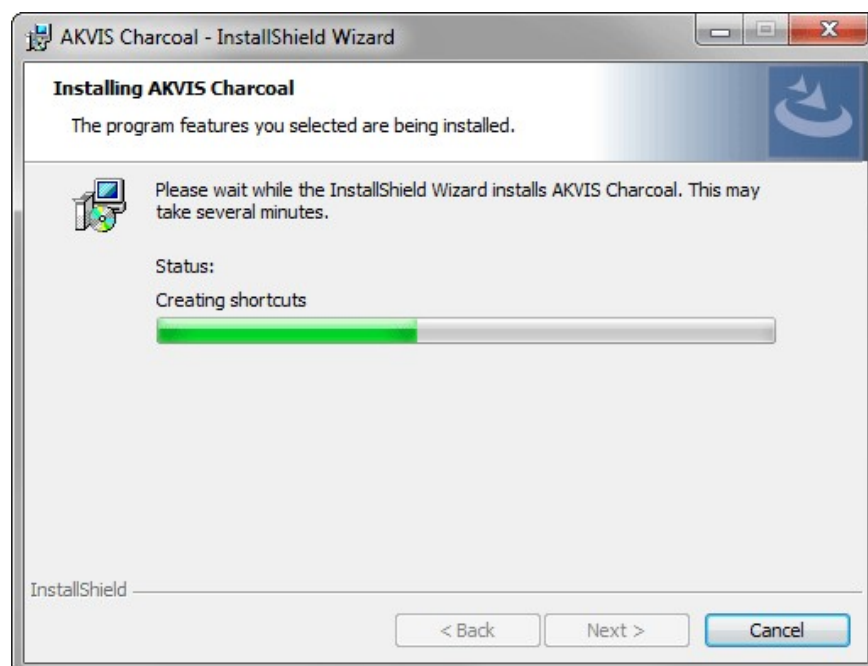 AKVIS Charcoal - InstallShield Wizard
Installing AKVIS Charcoal
The program features you selected are being installed.
Please wait while the InstallShield Wizard installs AKVIS Charcoal. This may
take several minutes.
Status:
Creating shortcuts
InstallShield
< Back
Next >
Cancel